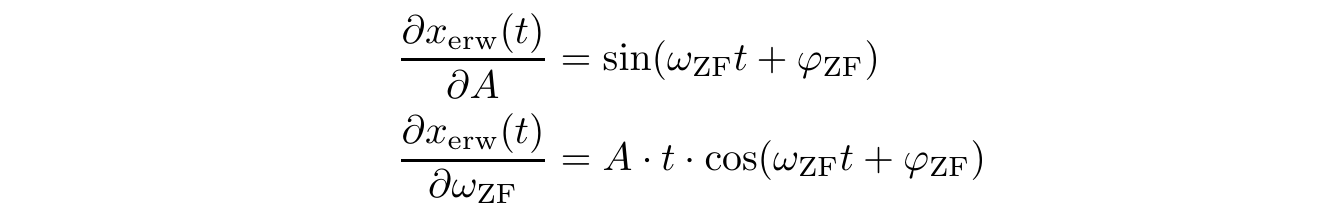 ∂x_erw(t)/∂A = sin(ω_ZF t + φ_ZF)
∂x_erw(t)/∂ω_ZF = A · t · cos(ω_ZF t + φ_ZF)